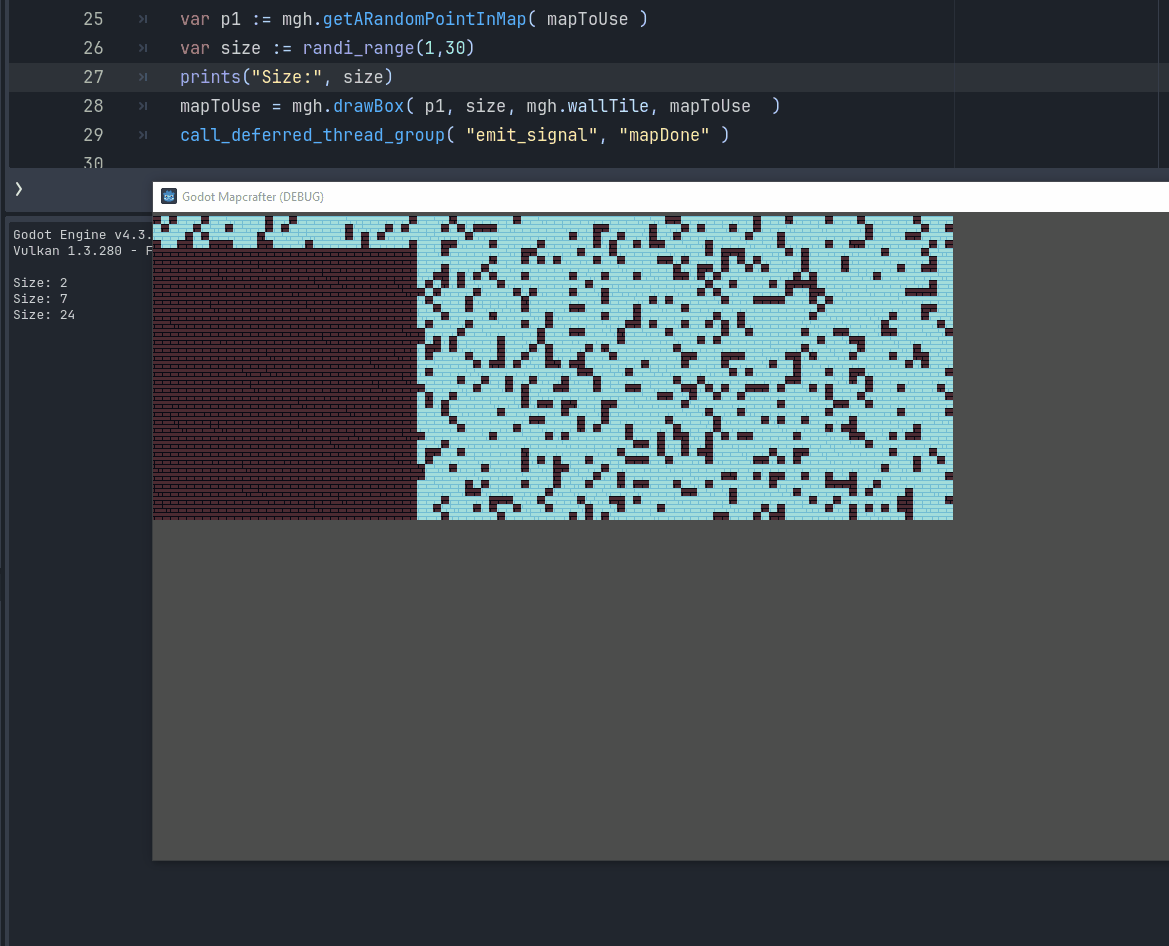 25 var p1 := mgh.getARandomPointInMap( mapToUse )
26 var size := randi_range(1,30)
27 prints("Size:", size)
28 mapToUse = mgh.drawBox( p1, size, mgh.wallTile, mapToUse  )
29 call_deferred_thread_group( "emit_signal", "mapDone" )
30
Godot Mapcrafter (DEBUG)
Godot Engine v4.3.
Vulkan 1.3.280 - F
Size: 2
Size: 7
Size: 24